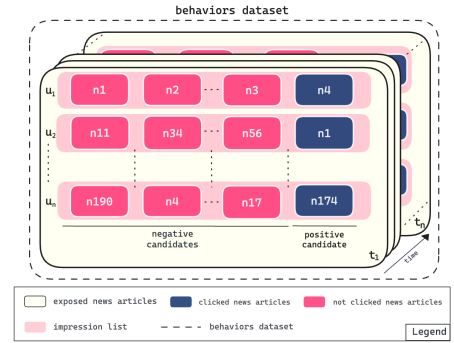 behaviors dataset
u1 n1 n2 n3 n4
u2 n11 n34 n56 n1
un n190 n4 n17 n174
negative
candidates
positive
candidate
t1
tn
time
exposed news articles
clicked news articles
not clicked news articles
impression list
behaviors dataset
Legend